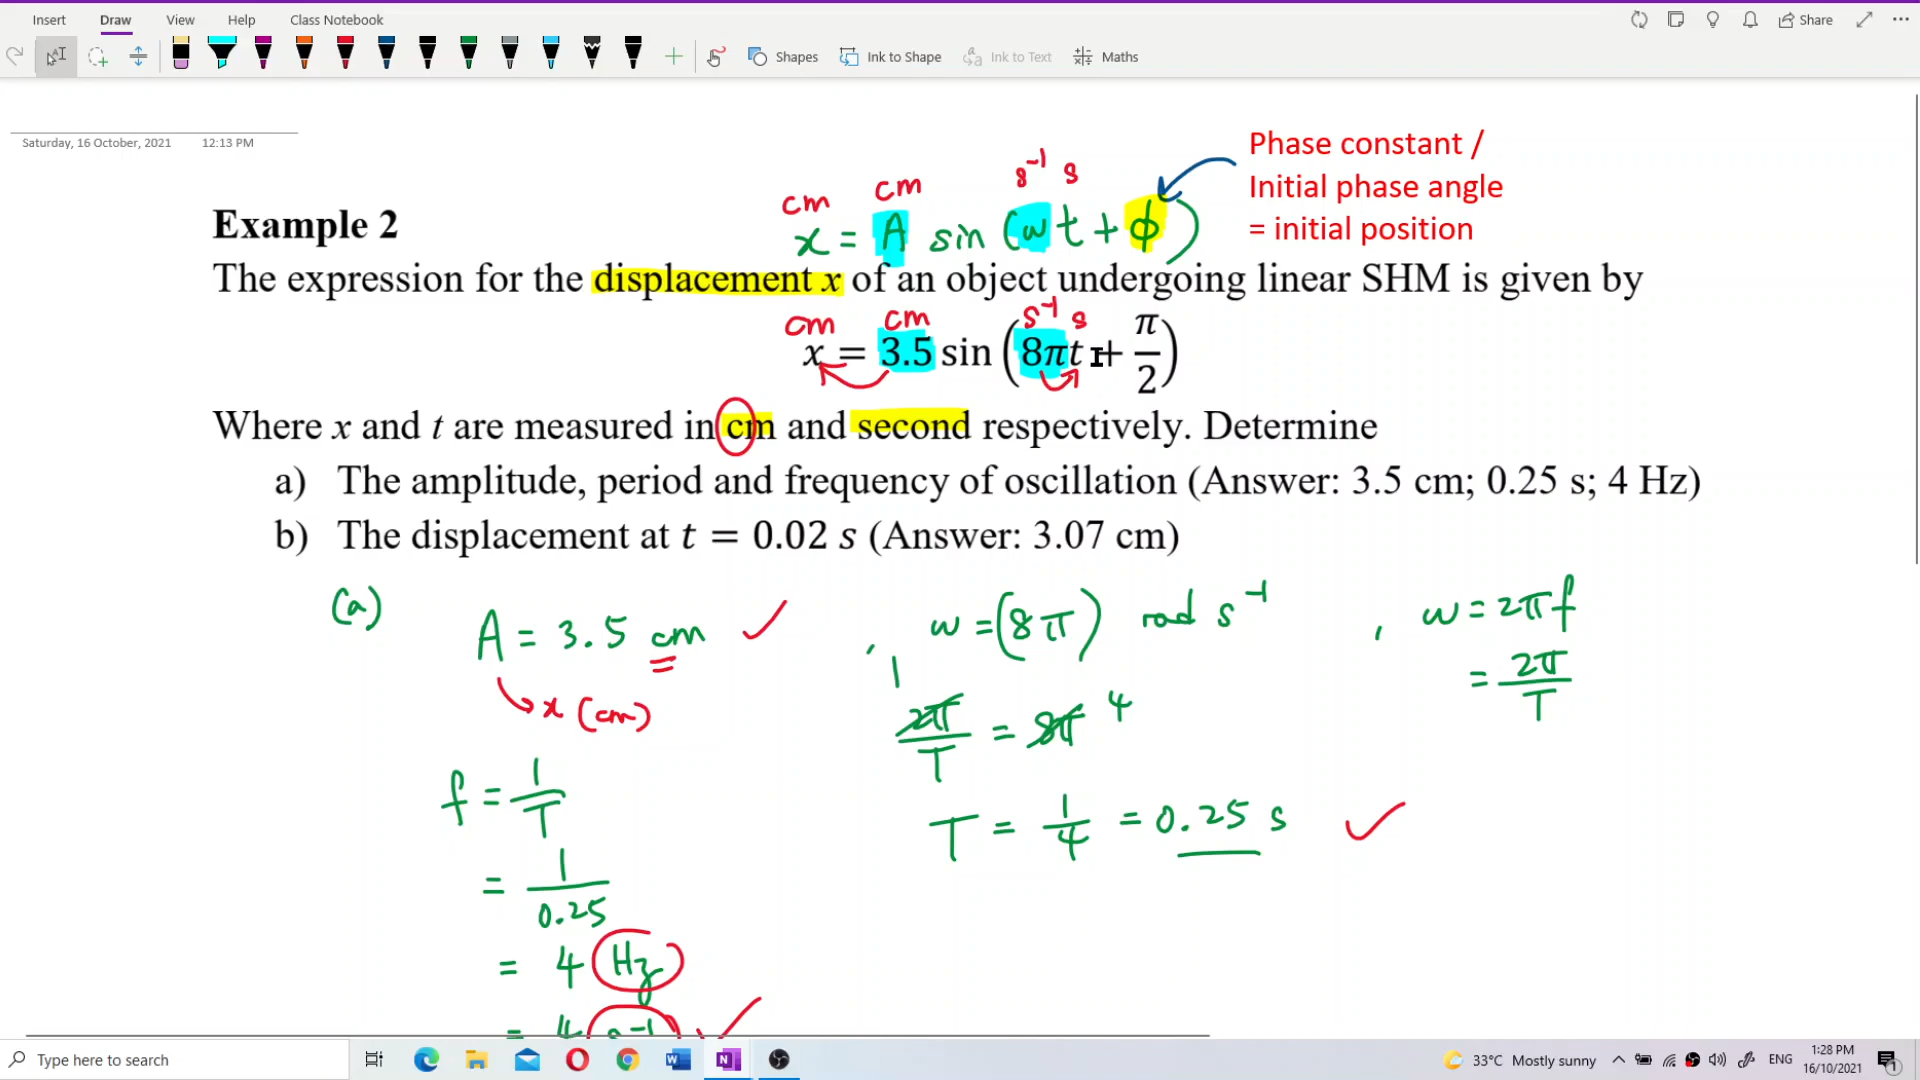 Insert Draw View Help Class Notebook Share
Shapes Ink to Shape Ink to Text Maths
Saturday, 16 October, 2021 12:13 PM
Phase constant /
Initial phase angle
= initial position
cm cm s⁻¹ s
x = A sin (ωt + ϕ)
Example 2
The expression for the displacement x of an object undergoing linear SHM is given by
cm cm s⁻¹ s
x = 3.5 sin (8πt + π/2)
Where x and t are measured in cm and second respectively. Determine
a) The amplitude, period and frequency of oscillation (Answer: 3.5 cm; 0.25 s; 4 Hz)
b) The displacement at t = 0.02 s (Answer: 3.07 cm)
(a) A = 3.5 cm , ω = (8π) rad s⁻¹ , ω = 2πf
= 2π/T
→ x (cm)
1 4
2π/T = 8π
f = 1/T
T = 1/4 = 0.25 s
= 1/0.25
= 4 Hz
= 4 s⁻¹
Type here to search 33°C Mostly sunny ENG 1:28 PM
16/10/2021 1